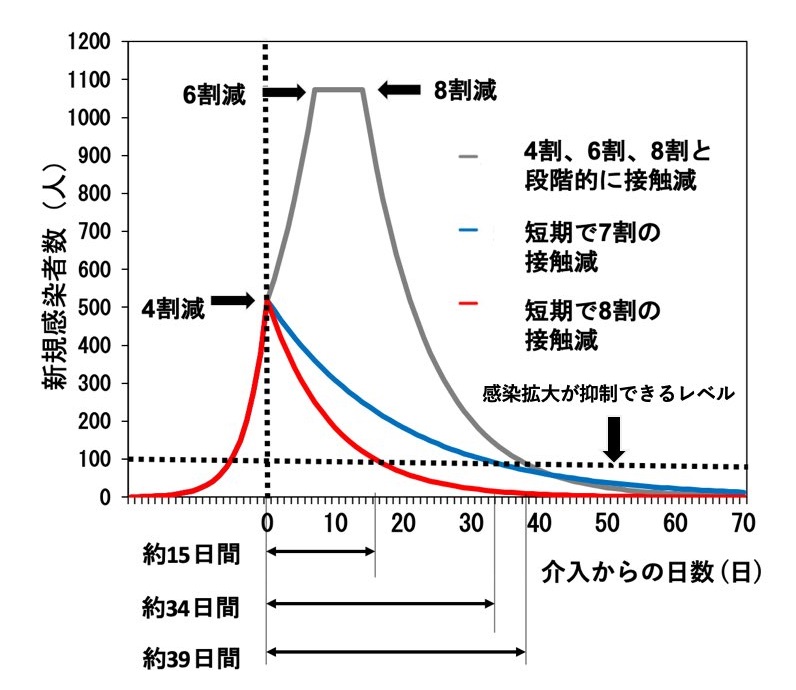 1200
1100
1000
900
800
700
600
500
400
300
200
100
0
新規感染者数（人）
6割減
8割減
4割減
4割、6割、8割と
段階的に接触減
短期で7割の
接触減
短期で8割の
接触減
感染拡大が抑制できるレベル
0 10 20 30 40 50 60 70
介入からの日数(日)
約15日間
約34日間
約39日間